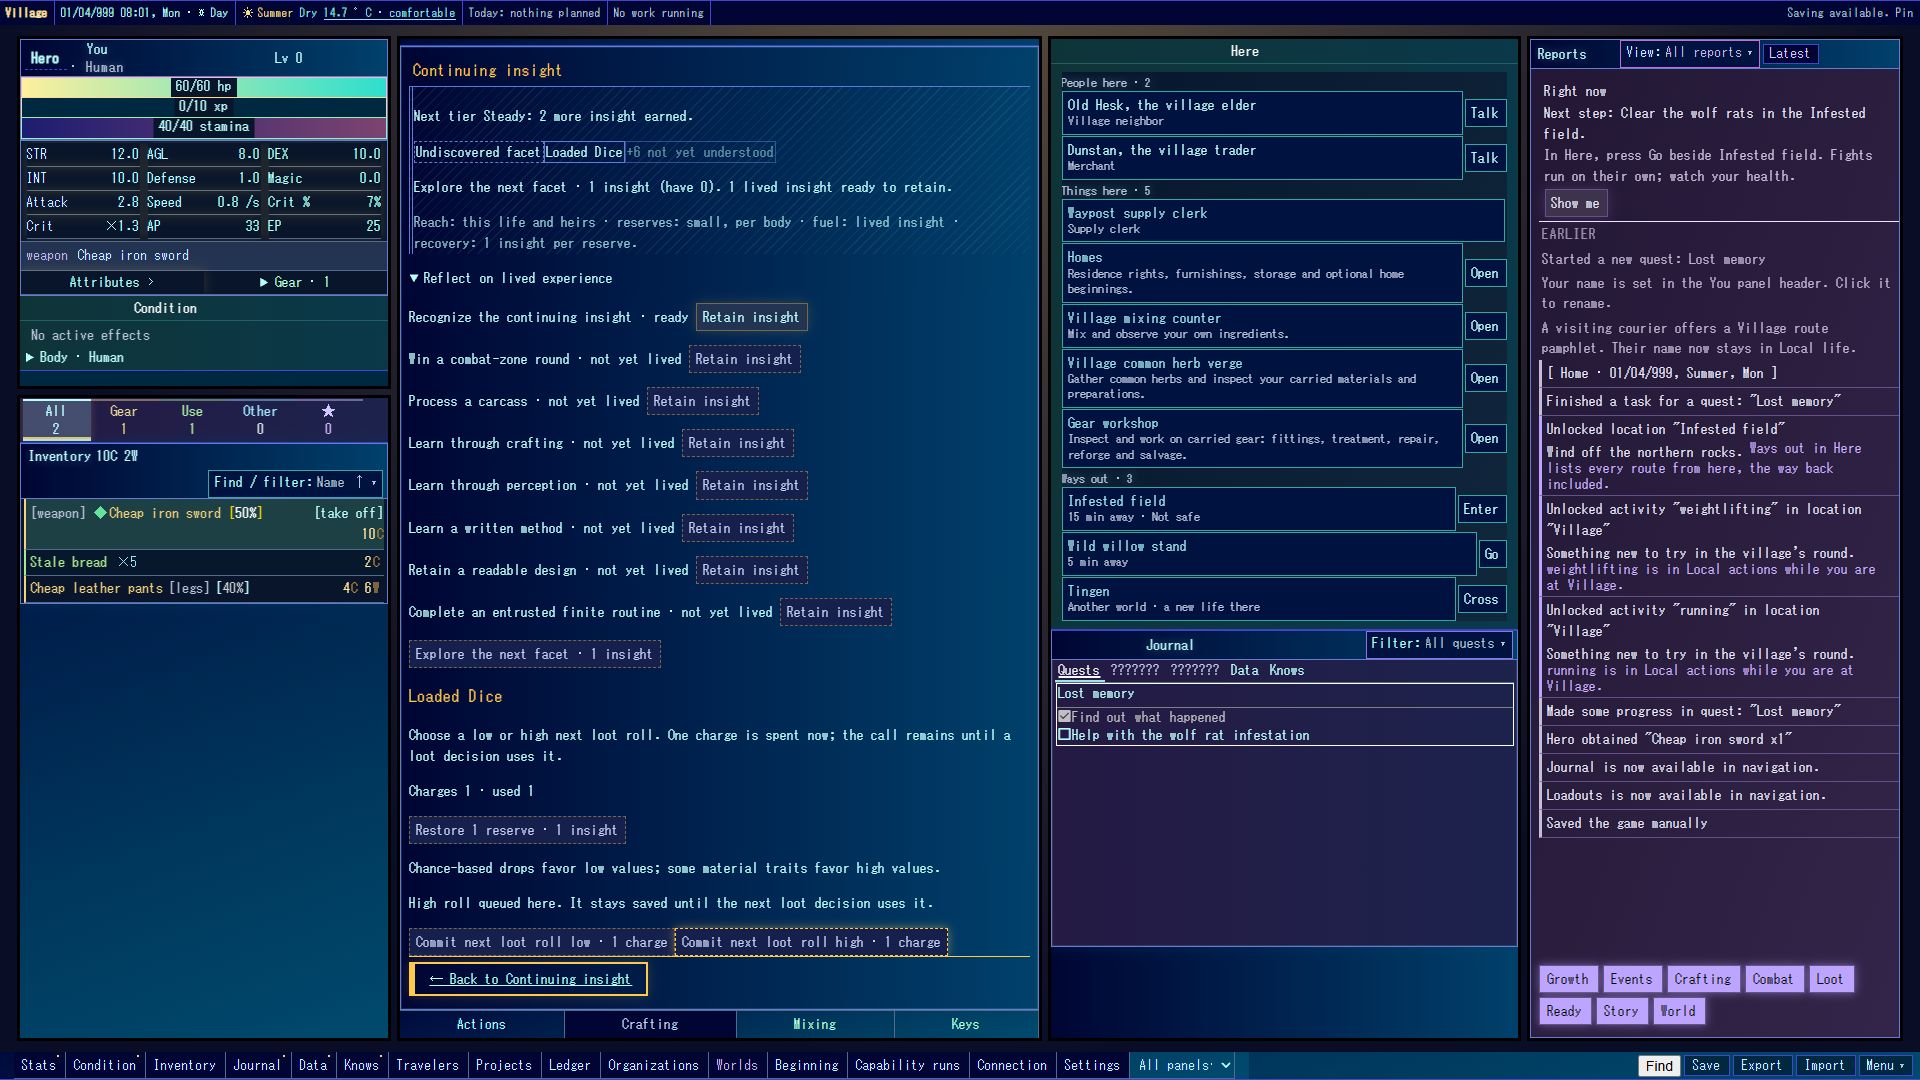 Village 01/04/999 08:01, Mon · ☀ Day ☀ Summer Dry 14.7 ° C · comfortable Today: nothing planned No work running Saving available. Pin
Hero · You
Human
Lv 0
60/60 hp
0/10 xp
40/40 stamina
STR 12.0 AGL 8.0 DEX 10.0
INT 10.0 Defense 1.0 Magic 0.0
Attack 2.8 Speed 0.8 /s Crit % 7%
Crit ×1.3 AP 33 EP 25
weapon Cheap iron sword
Attributes > ▶ Gear · 1
Condition
No active effects
▶ Body · Human
All Gear Use Other ★
2 1 1 0 0
Inventory 10C 2W
Find / filter: Name ↑ ▾
[weapon] ◆Cheap iron sword [50%] [take off]
10C
Stale bread ×5 2C
Cheap leather pants [legs] [40%] 4C 6W
Continuing insight
Next tier Steady: 2 more insight earned.
Undiscovered facet Loaded Dice +6 not yet understood
Explore the next facet · 1 insight (have 0). 1 lived insight ready to retain.
Reach: this life and heirs · reserves: small, per body · fuel: lived insight ·
recovery: 1 insight per reserve.
▼ Reflect on lived experience
Recognize the continuing insight · ready Retain insight
Win a combat-zone round · not yet lived Retain insight
Process a carcass · not yet lived Retain insight
Learn through crafting · not yet lived Retain insight
Learn through perception · not yet lived Retain insight
Learn a written method · not yet lived Retain insight
Retain a readable design · not yet lived Retain insight
Complete an entrusted finite routine · not yet lived Retain insight
Explore the next facet · 1 insight
Loaded Dice
Choose a low or high next loot roll. One charge is spent now; the call remains until a
loot decision uses it.
Charges 1 · used 1
Restore 1 reserve · 1 insight
Chance-based drops favor low values; some material traits favor high values.
High roll queued here. It stays saved until the next loot decision uses it.
Commit next loot roll low · 1 charge Commit next loot roll high · 1 charge
← Back to Continuing insight
Actions Crafting Mixing Keys
Here
People here · 2
Old Hesk, the village elder
Village neighbor
Talk
Dunstan, the village trader
Merchant
Talk
Things here · 5
Waypost supply clerk
Supply clerk
Homes
Residence rights, furnishings, storage and optional home
beginnings.
Open
Village mixing counter
Mix and observe your own ingredients.
Open
Village common herb verge
Gather common herbs and inspect your carried materials and
preparations.
Open
Gear workshop
Inspect and work on carried gear: fittings, treatment, repair,
reforge and salvage.
Open
Ways out · 3
Infested field
15 min away · Not safe
Enter
Wild willow stand
5 min away
Go
Tingen
Another world · a new life there
Cross
Journal Filter: All quests ▾
Quests ??????? ??????? Data Knows
Lost memory
Find out what happened
Help with the wolf rat infestation
Reports View: All reports ▾ Latest
Right now
Next step: Clear the wolf rats in the Infested
field.
In Here, press Go beside Infested field. Fights
run on their own; watch your health.
Show me
EARLIER
Started a new quest: Lost memory
Your name is set in the You panel header. Click it
to rename.
A visiting courier offers a Village route
pamphlet. Their name now stays in Local life.
[ Home · 01/04/999, Summer, Mon ]
Finished a task for a quest: "Lost memory"
Unlocked location "Infested field"
Wind off the northern rocks. Ways out in Here
lists every route from here, the way back
included.
Unlocked activity "weightlifting" in location
"Village"
Something new to try in the village's round.
weightlifting is in Local actions while you are
at Village.
Unlocked activity "running" in location
"Village"
Something new to try in the village's round.
running is in Local actions while you are at
Village.
Made some progress in quest: "Lost memory"
Hero obtained "Cheap iron sword x1"
Journal is now available in navigation.
Loadouts is now available in navigation.
Saved the game manually
Growth Events Crafting Combat Loot
Ready Story World
Stats Condition Inventory Journal Data Knows Travelers Projects Ledger Organizations Worlds Beginning Capability runs Connection Settings All panels· Find Save Export Import Menu ▾